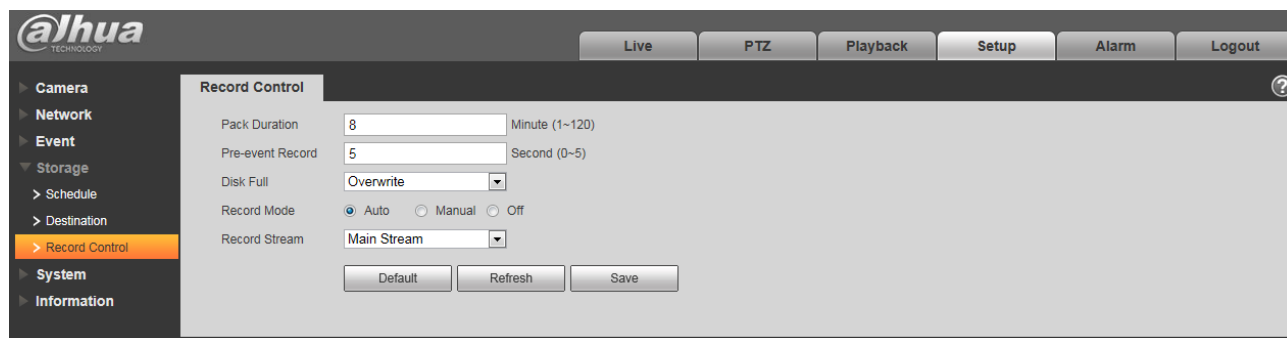 alhua
TECHNOLOGY
Live PTZ Playback Setup Alarm Logout
Camera
Network
Event
Storage
> Schedule
> Destination
> Record Control
System
Information
Record Control
?
Pack Duration 8 Minute (1~120)
Pre-event Record 5 Second (0~5)
Disk Full Overwrite
Record Mode Auto Manual Off
Record Stream Main Stream
Default Refresh Save